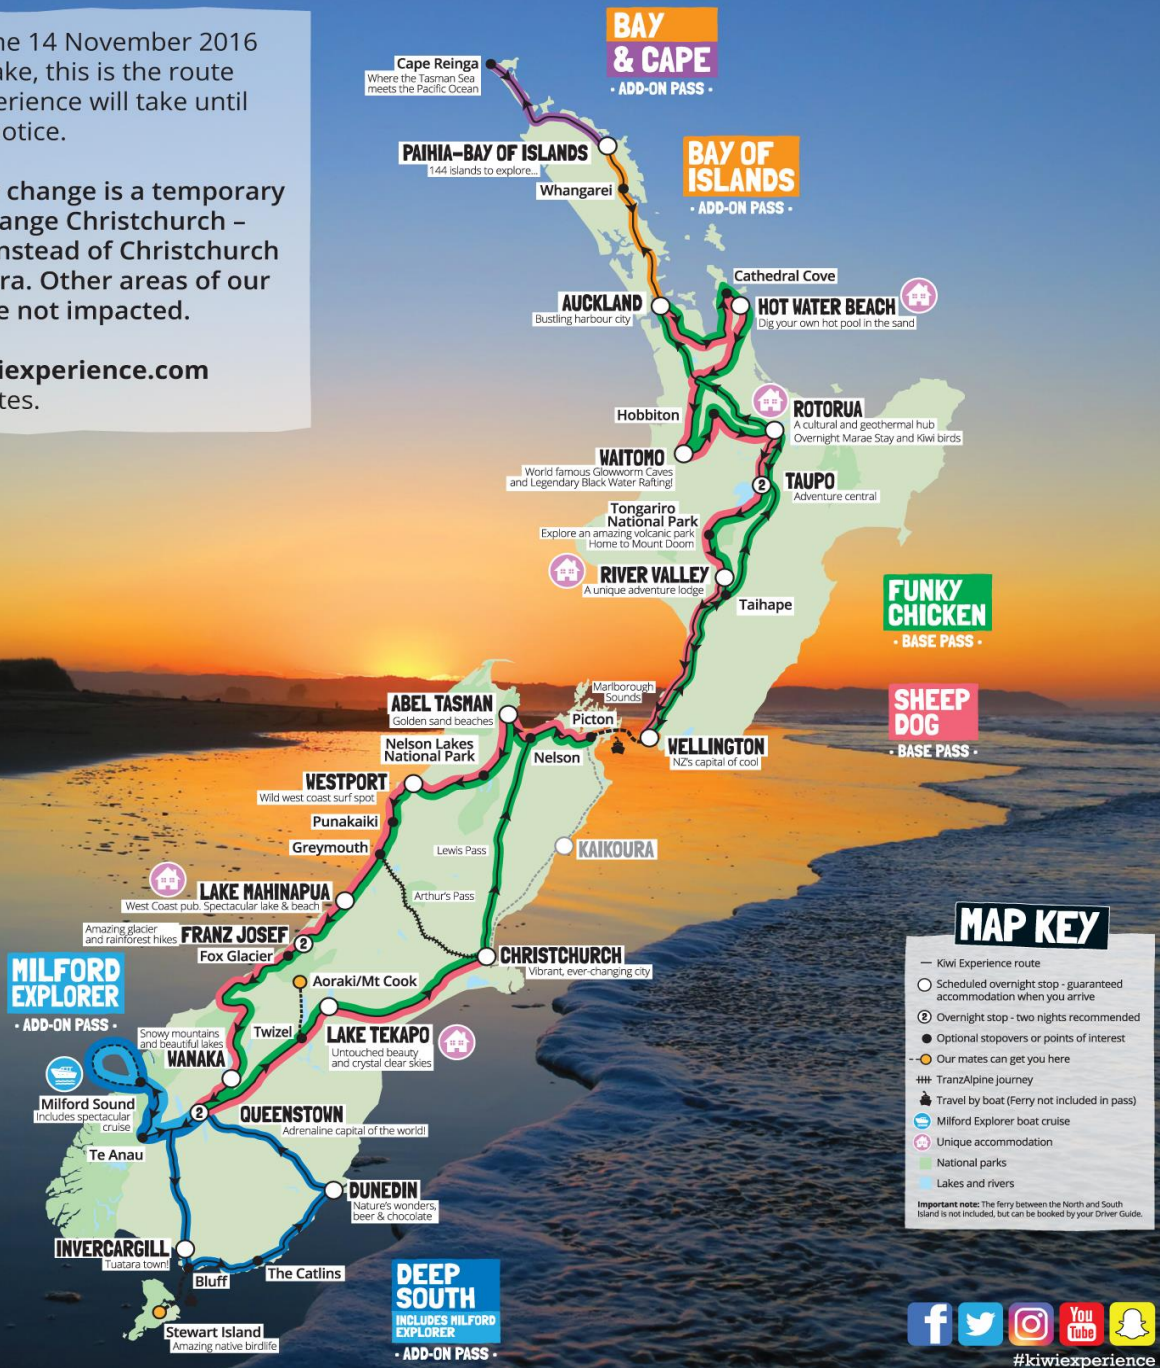 ne 14 November 2016
ake, this is the route
erience will take until
otice.
change is a temporary
ange Christchurch –
nstead of Christchurch
ra. Other areas of our
e not impacted.
iexperience.com
tes.
BAY
& CAPE
· ADD-ON PASS ·
Cape Reinga
Where the Tasman Sea
meets the Pacific Ocean
PAIHIA–BAY OF ISLANDS
144 islands to explore...
BAY OF
ISLANDS
· ADD-ON PASS ·
Whangarei
Cathedral Cove
AUCKLAND
Bustling harbour city
HOT WATER BEACH
Dig your own hot pool in the sand
Hobbiton
ROTORUA
A cultural and geothermal hub
Overnight Marae Stay and Kiwi birds
WAITOMO
World famous Glowworm Caves
and Legendary Black Water Rafting!
2
TAUPO
Adventure central
Tongariro
National Park
Explore an amazing volcanic park
Home to Mount Doom
RIVER VALLEY
A unique adventure lodge
Taihape
FUNKY
CHICKEN
· BASE PASS ·
SHEEP
DOG
· BASE PASS ·
Marlborough
Sounds
ABEL TASMAN
Golden sand beaches
Picton
Nelson Lakes
National Park
Nelson
WELLINGTON
NZ's capital of cool
WESTPORT
Wild west coast surf spot
Punakaiki
Greymouth
Lewis Pass
KAIKOURA
Arthur's Pass
LAKE MAHINAPUA
West Coast pub. Spectacular lake & beach
Amazing glacier
and rainforest hikes
FRANZ JOSEF
2
Fox Glacier
CHRISTCHURCH
Vibrant, ever-changing city
MILFORD
EXPLORER
· ADD-ON PASS ·
Aoraki/Mt Cook
Twizel
LAKE TEKAPO
Untouched beauty
and crystal clear skies
Snowy mountains
and beautiful lakes
WANAKA
Milford Sound
Includes spectacular
cruise
2
QUEENSTOWN
Adrenaline capital of the world!
Te Anau
DUNEDIN
Nature's wonders,
beer & chocolate
INVERCARGILL
Tuatara town!
Bluff
The Catlins
Stewart Island
Amazing native birdlife
DEEP
SOUTH
INCLUDES MILFORD
EXPLORER
· ADD-ON PASS ·
MAP KEY
Kiwi Experience route
Scheduled overnight stop - guaranteed
accommodation when you arrive
2 Overnight stop - two nights recommended
Optional stopovers or points of interest
Our mates can get you here
TranzAlpine journey
Travel by boat (Ferry not included in pass)
Milford Explorer boat cruise
Unique accommodation
National parks
Lakes and rivers
Important note: The ferry between the North and South
Island is not included, but can be booked by your Driver Guide.
You
Tube
#kiwiexperience